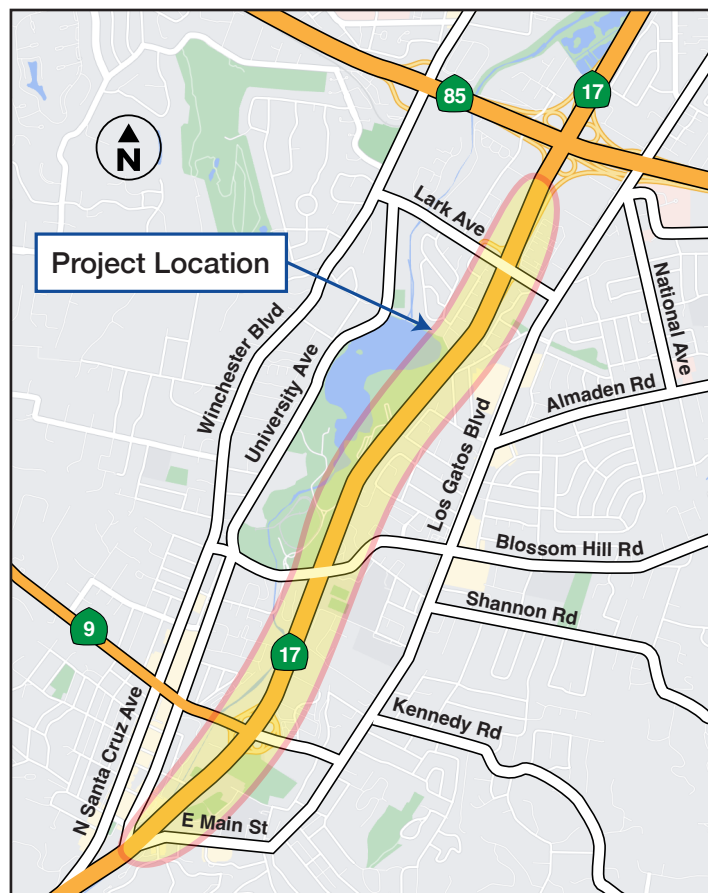 85
17
N
Lark Ave
Project Location
National Ave
Winchester Blvd
University Ave
Almaden Rd
Los Gatos Blvd
Blossom Hill Rd
Shannon Rd
9
17
Kennedy Rd
N Santa Cruz Ave
E Main St